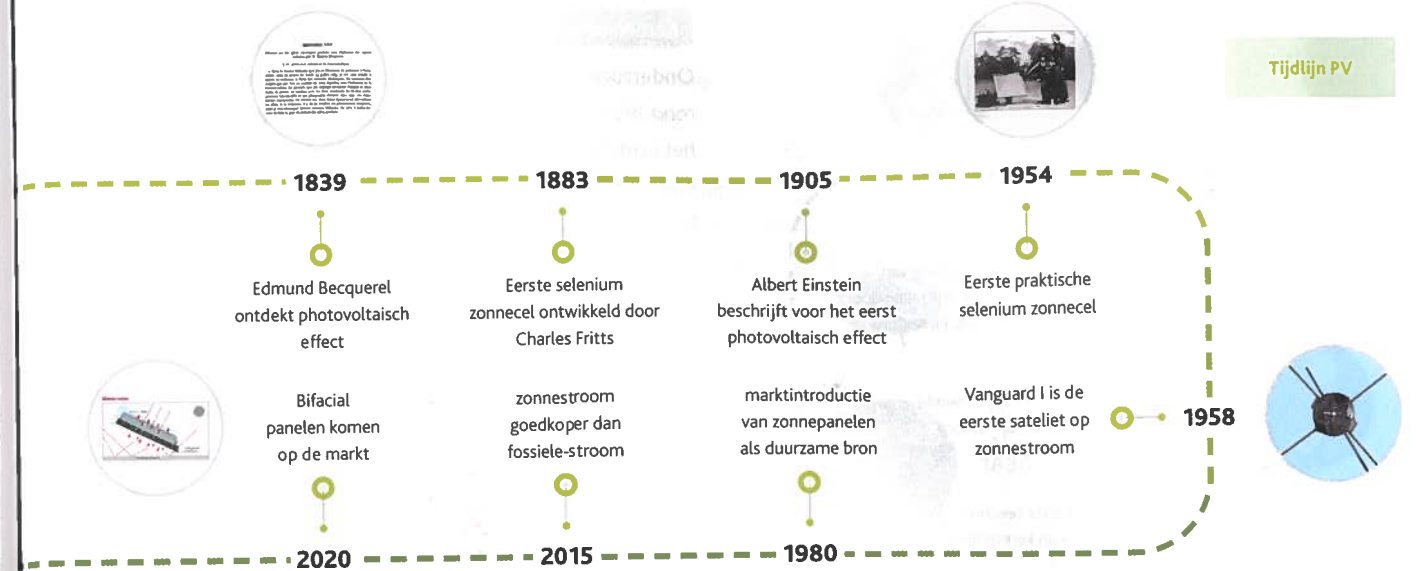 Tijdlijn PV
1839
1883
1905
1954
Edmund Becquerel
ontdekt photovoltaisch
effect
Eerste selenium
zonnecel ontwikkeld door
Charles Fritts
Albert Einstein
beschrijft voor het eerst
photovoltaisch effect
Eerste praktische
selenium zonnecel
1958
Vanguard I is de
eerste sateliet op
zonnestroom
marktintroductie
van zonnepanelen
als duurzame bron
1980
zonnestroom
goedkoper dan
fossiele-stroom
2015
Bifacial
panelen komen
op de markt
2020